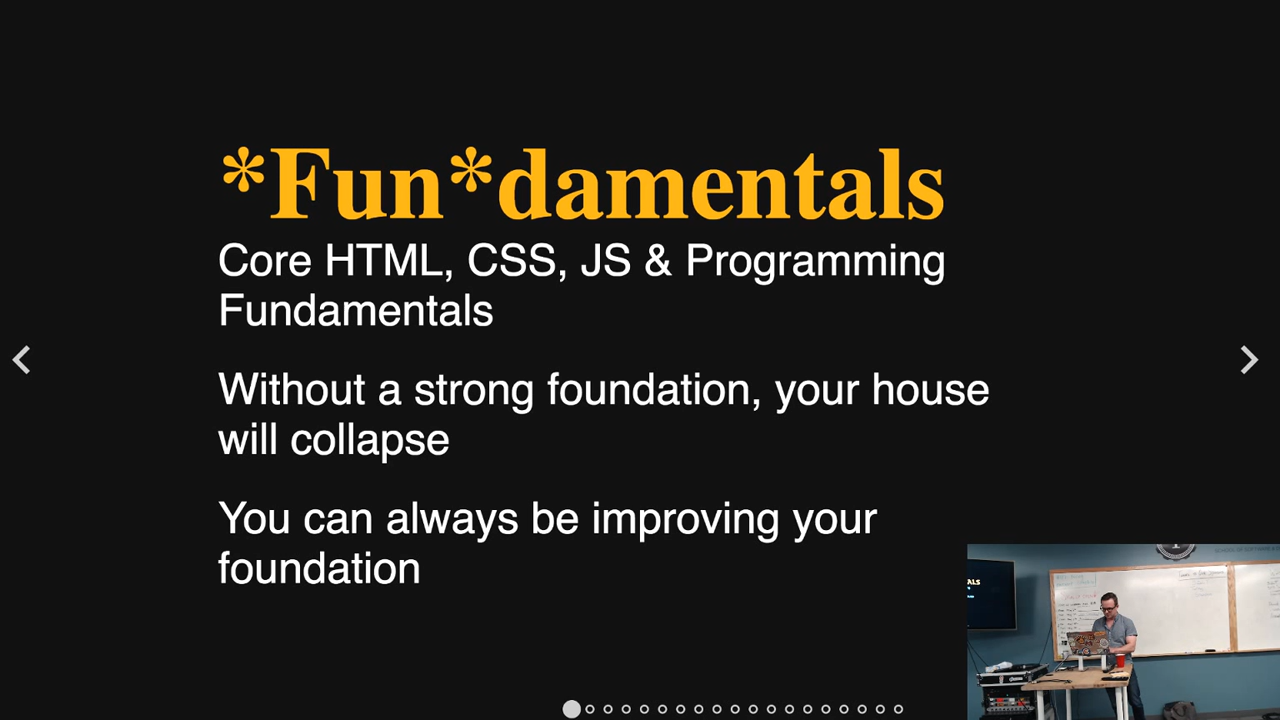 *Fun*damentals
Core HTML, CSS, JS & Programming
Fundamentals
Without a strong foundation, your house
will collapse
You can always be improving your
foundation